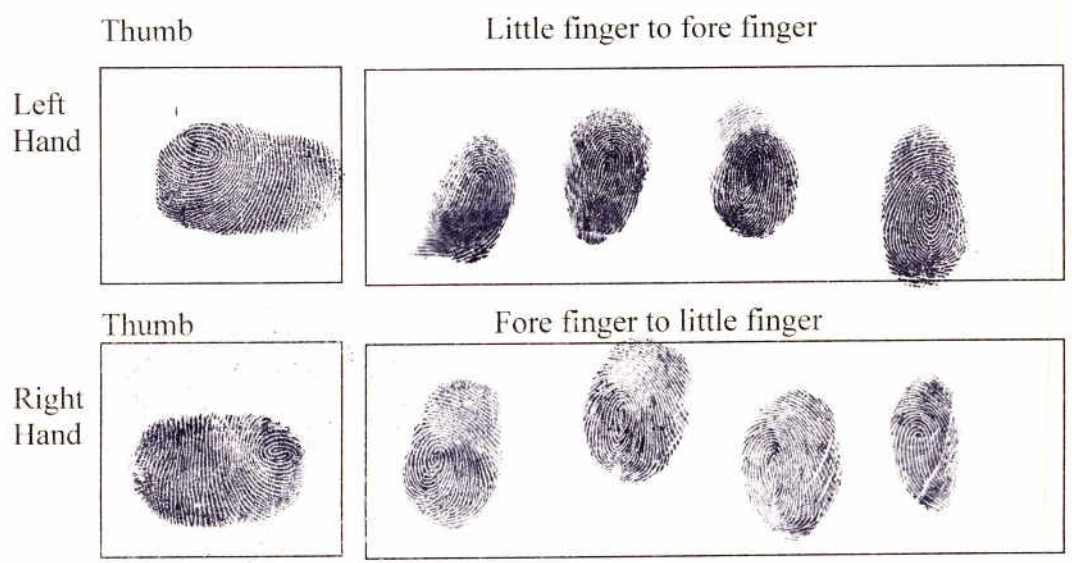 Thumb
Little finger to fore finger
Left
Hand
Thumb
Fore finger to little finger
Right
Hand